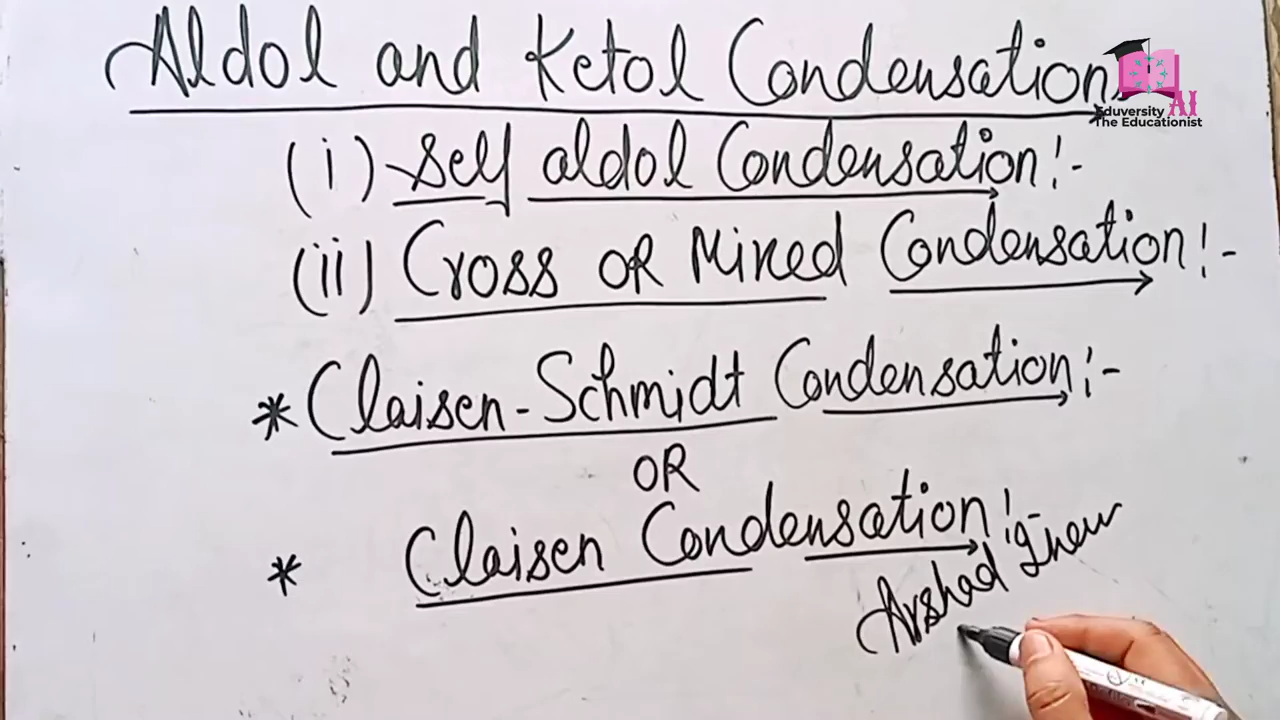 Aldol and Ketol Condensation
Eduversity AI
The Educationist
(i) Self aldol Condensation:-
(ii) Cross OR Mixed Condensation:-
* Claisen-Schmidt Condensation:-
OR
* Claisen Condensation:-
Arshad